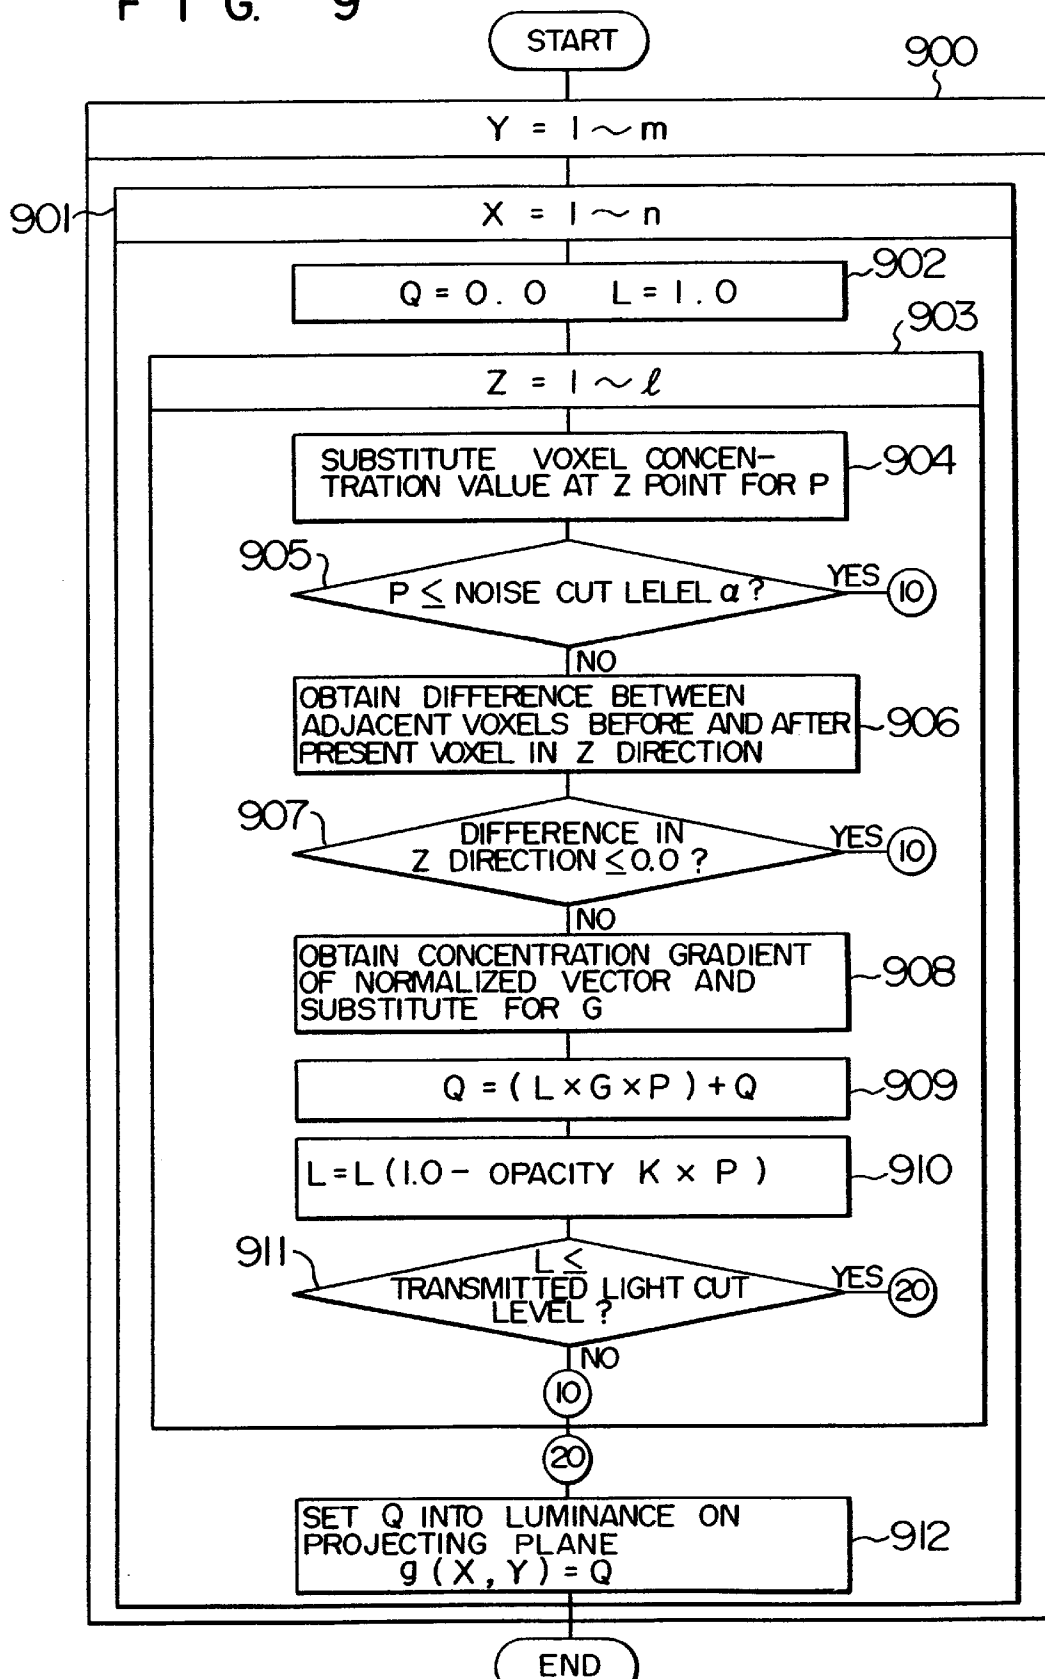 FIG. 9
START
900
Y = 1 ~ m
901
X = 1 ~ n
902
Q = 0.0 L = 1.0
903
Z = 1 ~ ℓ
SUBSTITUTE VOXEL CONCEN-
TRATION VALUE AT Z POINT FOR P
904
905
P ≤ NOISE CUT LELEL α ?
YES
10
NO
OBTAIN DIFFERENCE BETWEEN
ADJACENT VOXELS BEFORE AND AFTER
PRESENT VOXEL IN Z DIRECTION
906
907
DIFFERENCE IN
Z DIRECTION ≤ 0.0 ?
YES
10
NO
OBTAIN CONCENTRATION GRADIENT
OF NORMALIZED VECTOR AND
SUBSTITUTE FOR G
908
Q = ( L × G × P ) + Q
909
L = L ( 1.0 – OPACITY K × P )
910
911
L ≤
TRANSMITTED LIGHT CUT
LEVEL ?
YES
20
NO
10
20
SET Q INTO LUMINANCE ON
PROJECTING PLANE
g ( X , Y ) = Q
912
END